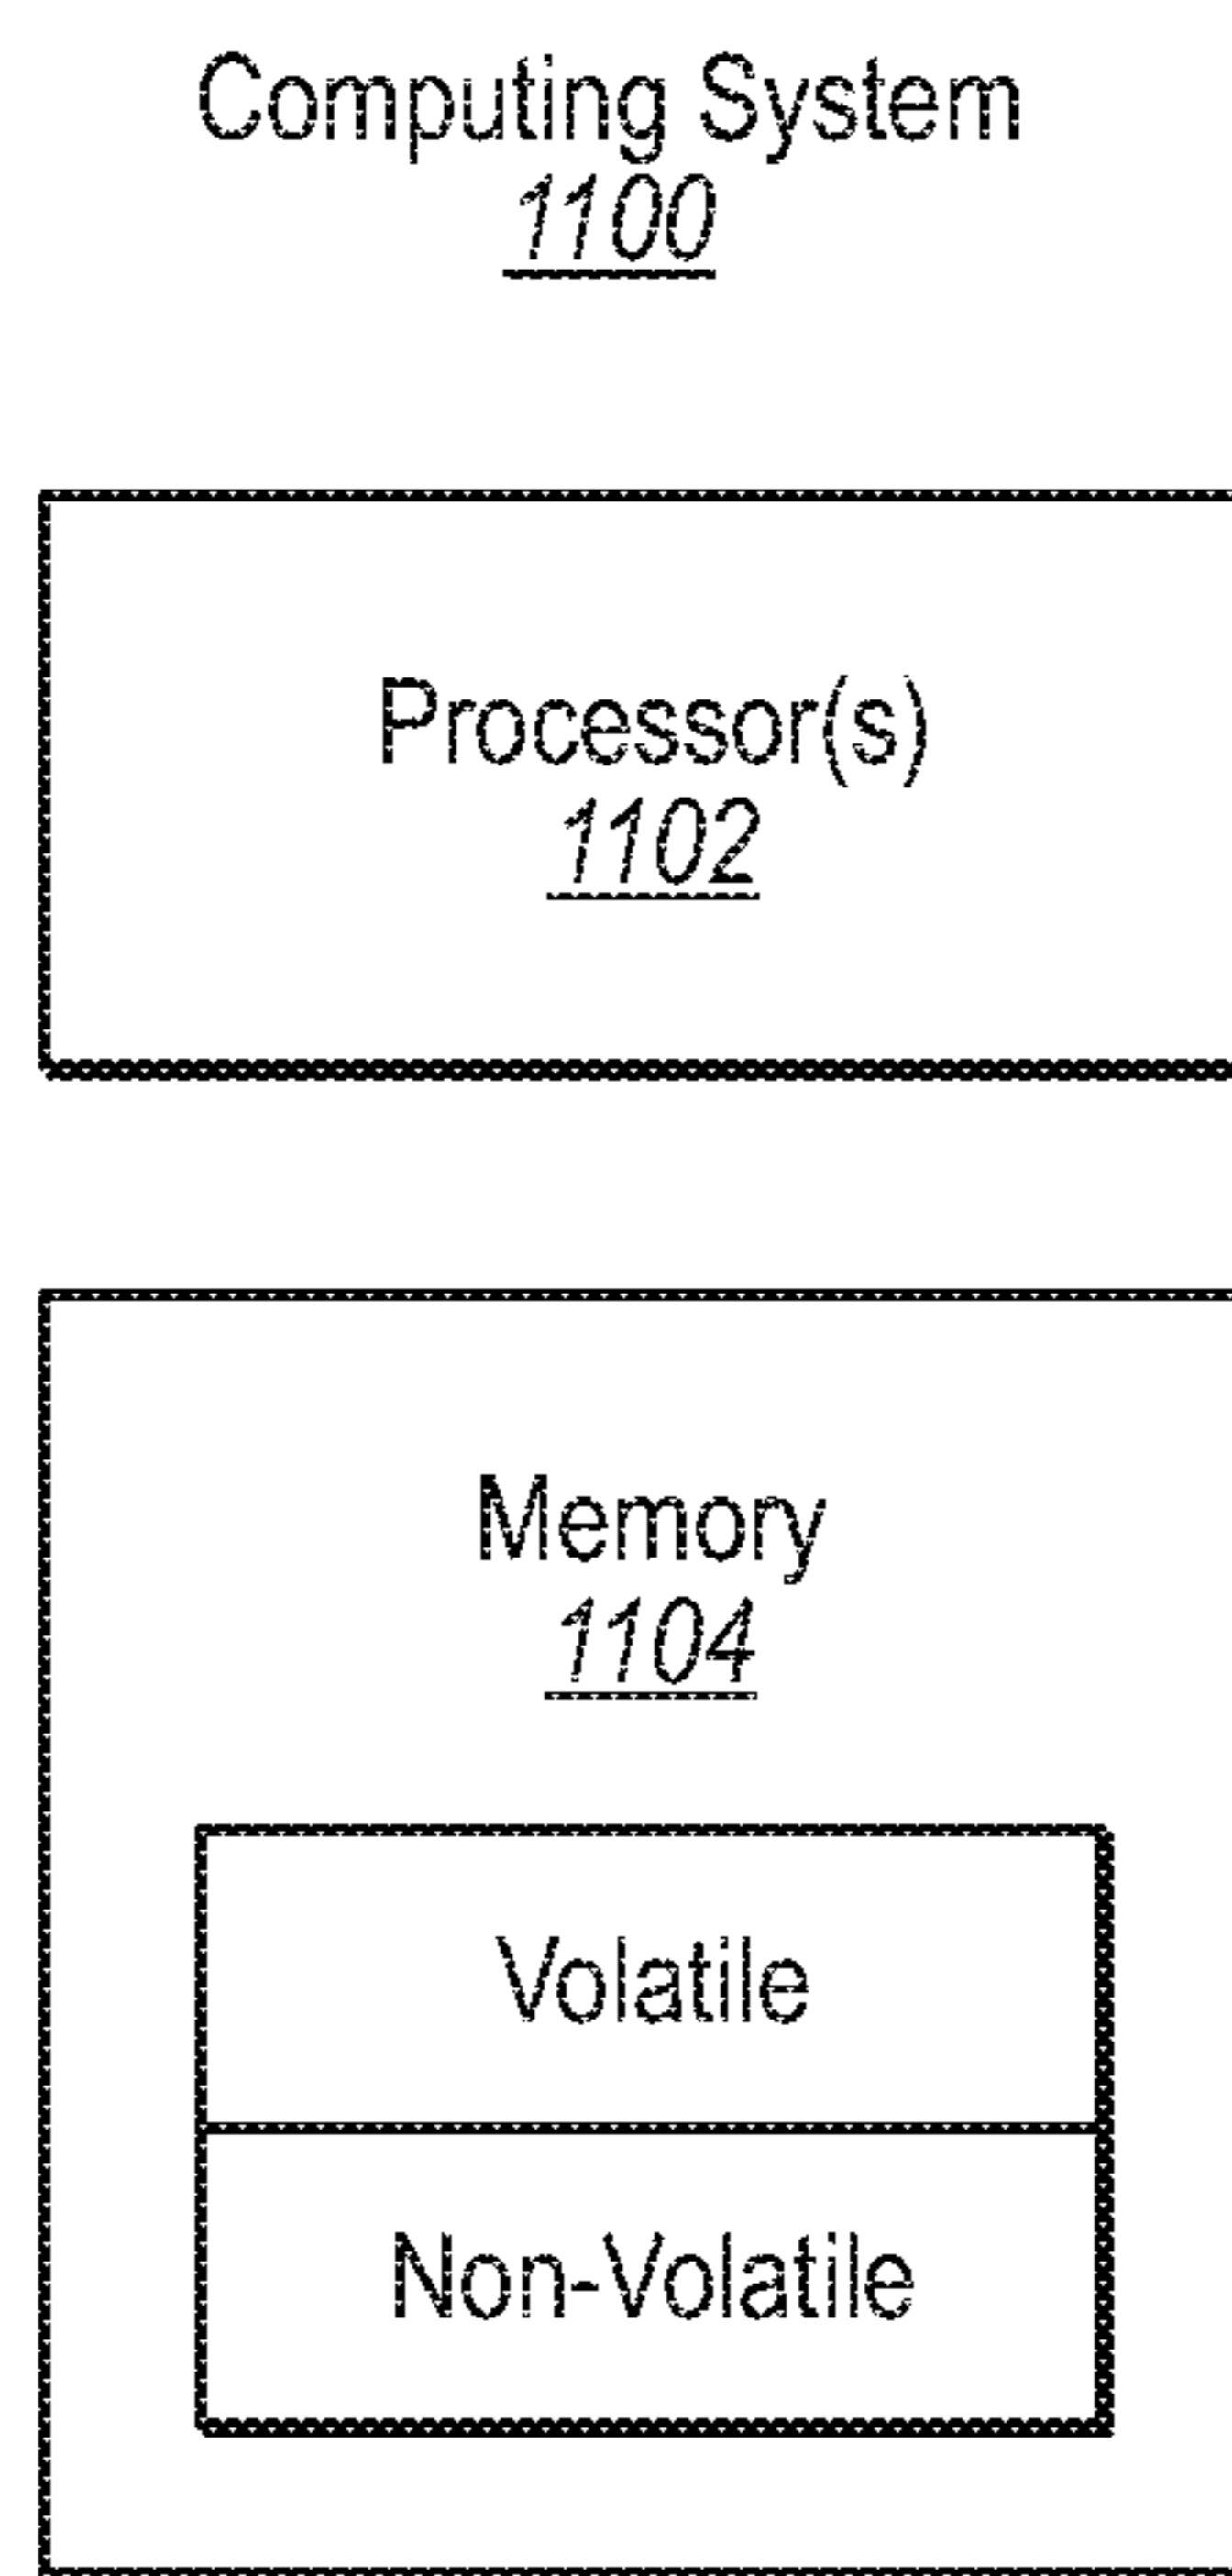 Computing System
1100
Processor(s)
1102
Memory
1104
Volatile
Non-Volatile